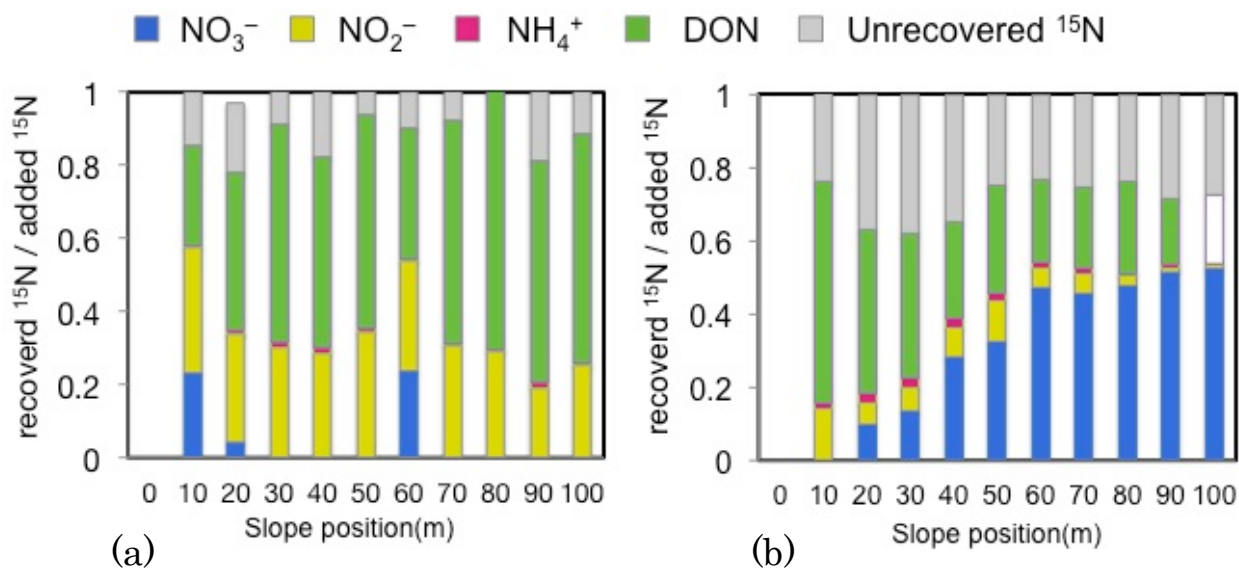 NO₃⁻ NO₂⁻ NH₄⁺ DON Unrecovered ¹⁵N
recoverd ¹⁵N / added ¹⁵N
1
0.8
0.6
0.4
0.2
0
0 10 20 30 40 50 60 70 80 90 100
Slope position(m)
(a)
recoverd ¹⁵N / added ¹⁵N
1
0.8
0.6
0.4
0.2
0
0 10 20 30 40 50 60 70 80 90 100
Slope position(m)
(b)